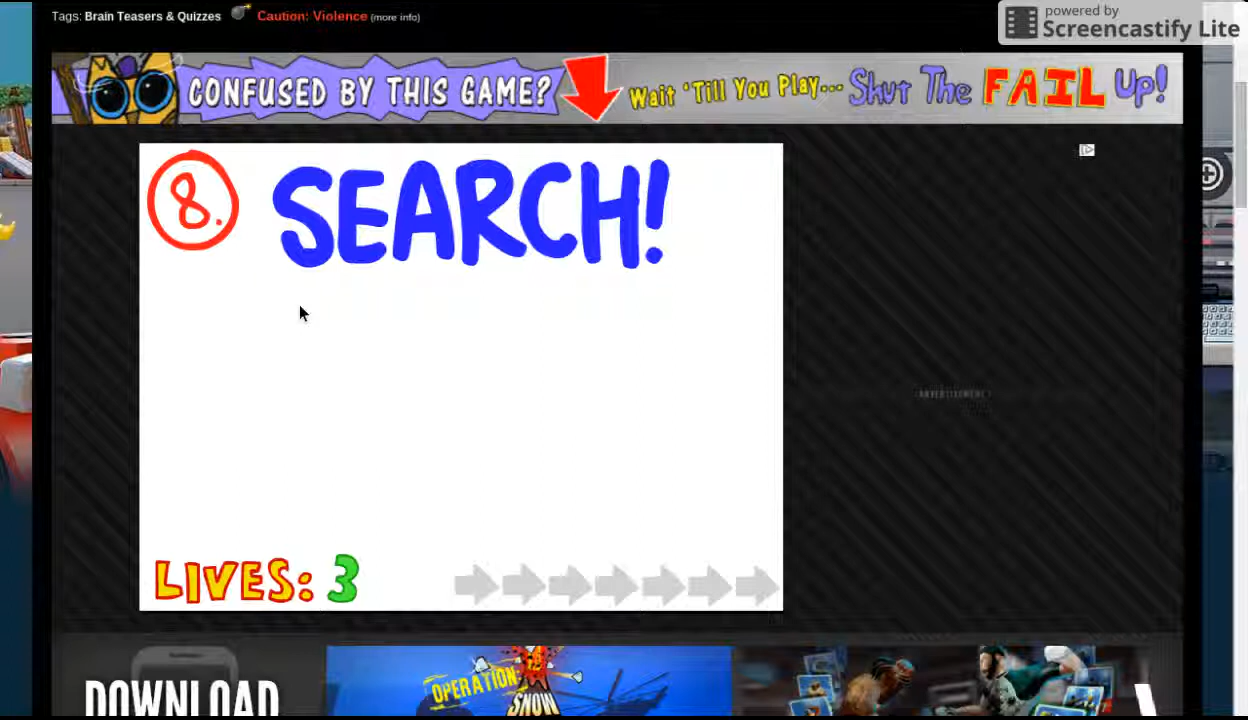 Tags: Brain Teasers & Quizzes Caution: Violence (more info)
powered by
Screencastify Lite
CONFUSED BY THIS GAME? Wait 'Till You Play... Shut The FAIL Up!
8. SEARCH!
ADVERTISEMENT
LIVES: 3
DOWNLOAD
OPERATION
SNOW